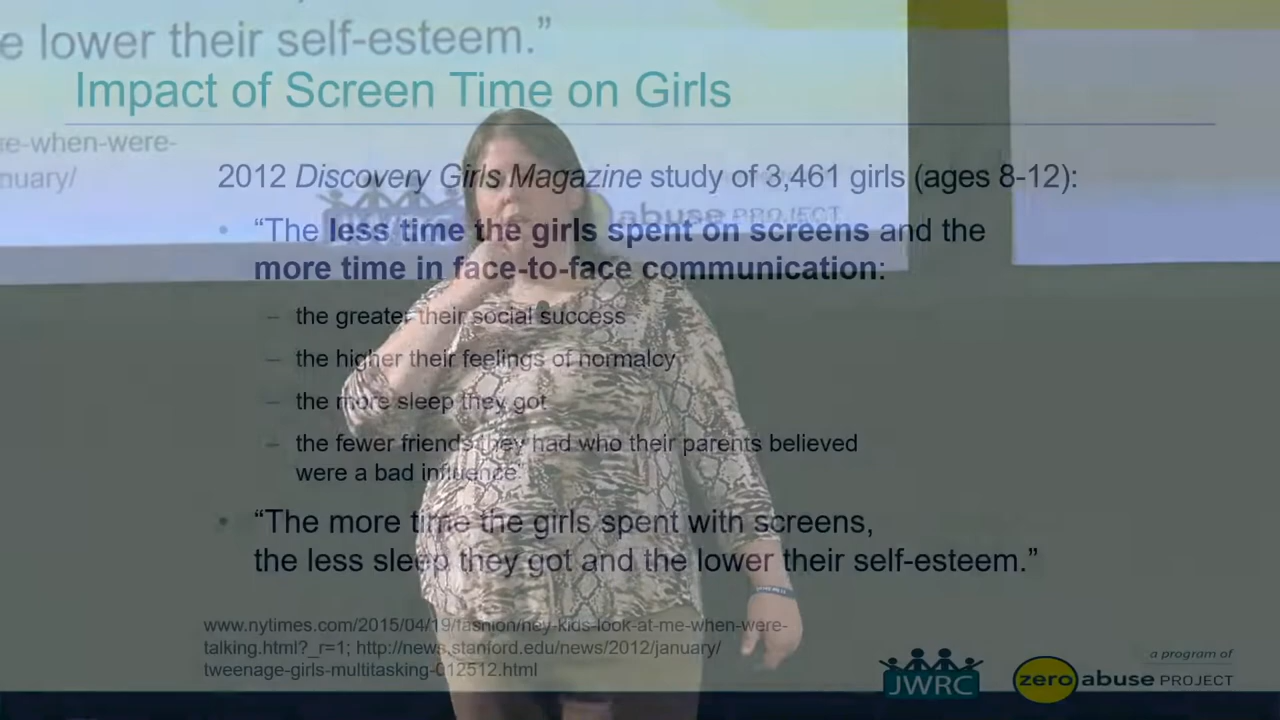 e lower their self-esteem.”
Impact of Screen Time on Girls
re-when-were-
nuary/
2012 Discovery Girls Magazine study of 3,461 girls (ages 8-12):
JWRC
abuse PROJECT
• “The less time the girls spent on screens and the
more time in face-to-face communication:
– the greater their social success
– the higher their feelings of normalcy
– the more sleep they got
– the fewer friends they had who their parents believed
were a bad influence”
• “The more time the girls spent with screens,
the less sleep they got and the lower their self-esteem.”
www.nytimes.com/2015/04/19/fashion/hey-kids-look-at-me-when-were-
talking.html?_r=1; http://news.stanford.edu/news/2012/january/
tweenage-girls-multitasking-012512.html
JWRC
a program of
zero abuse PROJECT